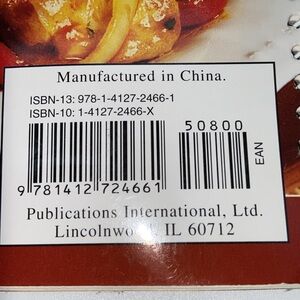 Manufactured in China.
ISBN-13: 978-1-4127-2466-1
ISBN-10: 1-4127-2466-X
50800
EAN
9 781412 724661
Publications International, Ltd.
Lincolnwood, IL 60712